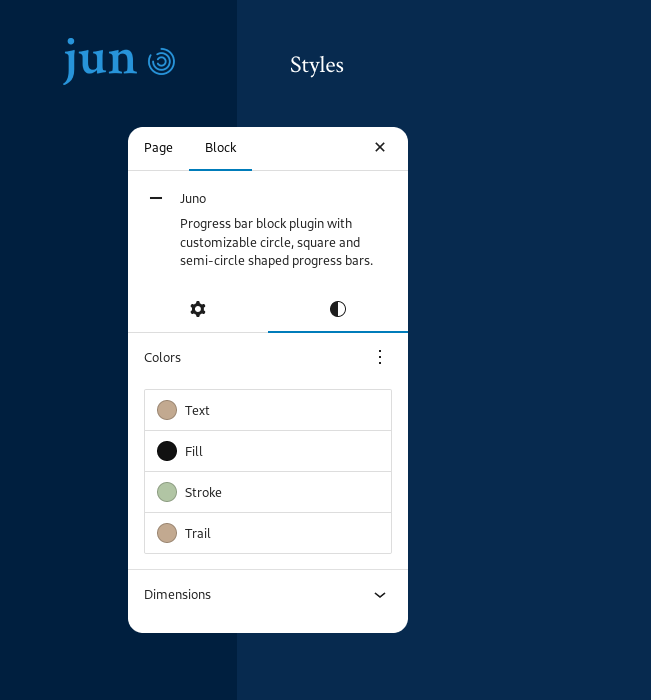 juno
Styles
Page Block
Juno
Progress bar block plugin with
customizable circle, square and
semi-circle shaped progress bars.
Colors
Text
Fill
Stroke
Trail
Dimensions